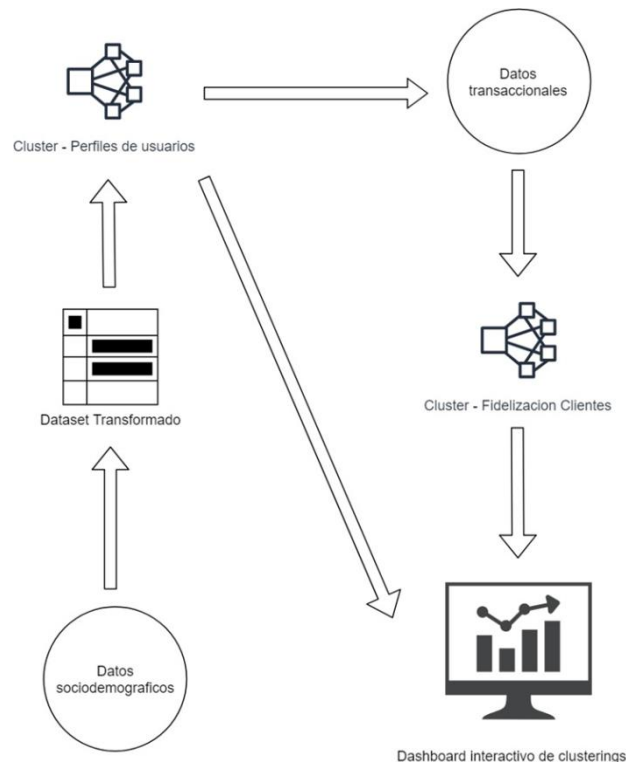 Datos
transaccionales
Cluster - Perfiles de usuarios
Dataset Transformado
Cluster - Fidelizacion Clientes
Datos
sociodemograficos
Dashboard interactivo de clusterings